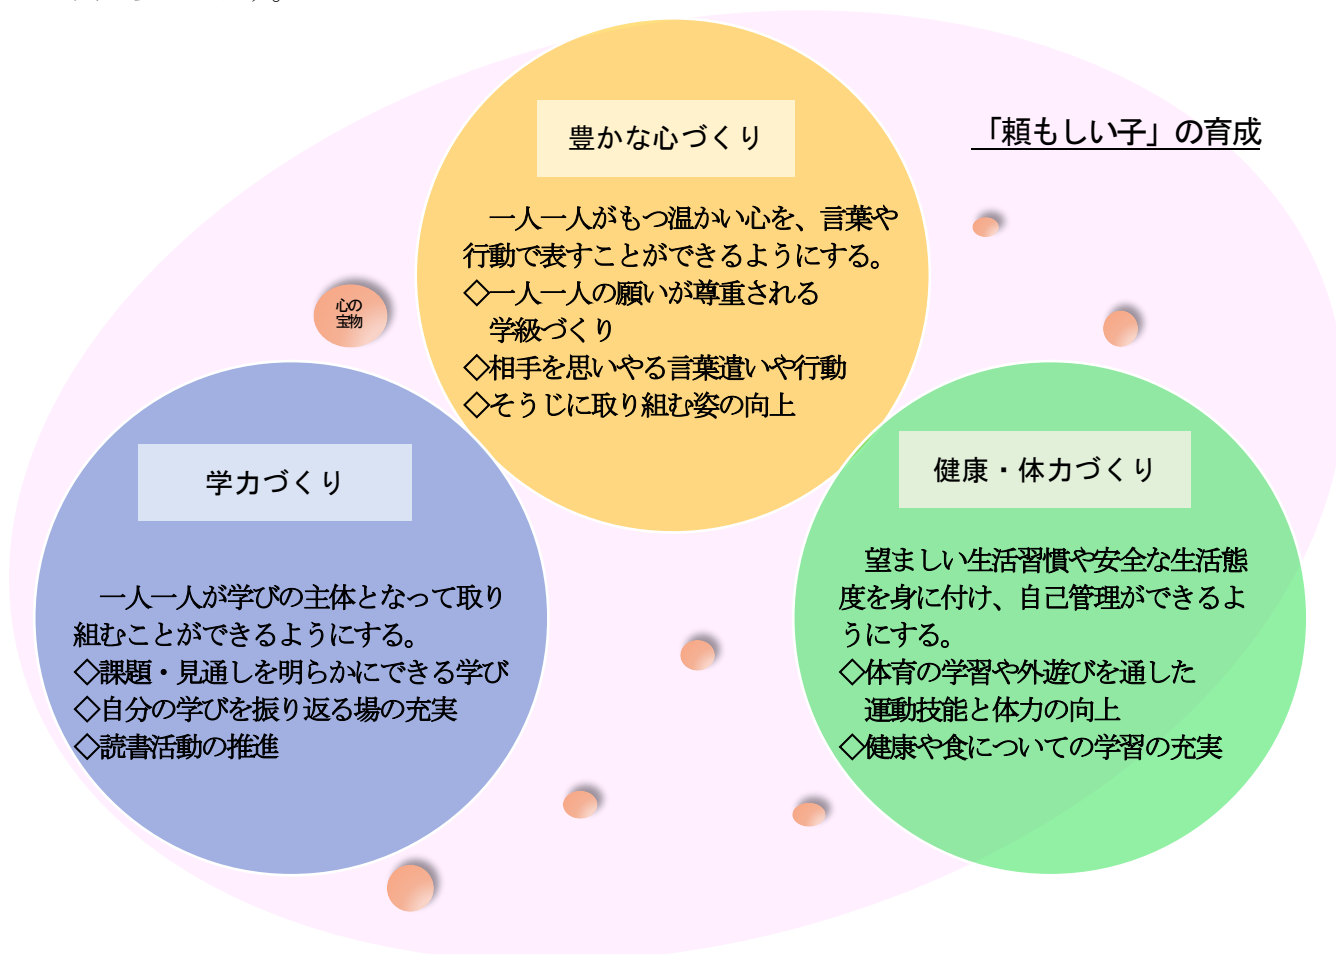 す。
豊かな心づくり
「頼もしい子」の育成
一人一人がもつ温かい心を、言葉や
行動で表すことができるようにする。
◇一人一人の願いが尊重される
学級づくり
◇相手を思いやる言葉遣いや行動
◇そうじに取り組む姿の向上
心の
宝物
学力づくり
一人一人が学びの主体となって取り
組むことができるようにする。
◇課題・見通しを明らかにできる学び
◇自分の学びを振り返る場の充実
◇読書活動の推進
健康・体力づくり
望ましい生活習慣や安全な生活態
度を身に付け、自己管理ができるよ
うにする。
◇体育の学習や外遊びを通した
運動技能と体力の向上
◇健康や食についての学習の充実